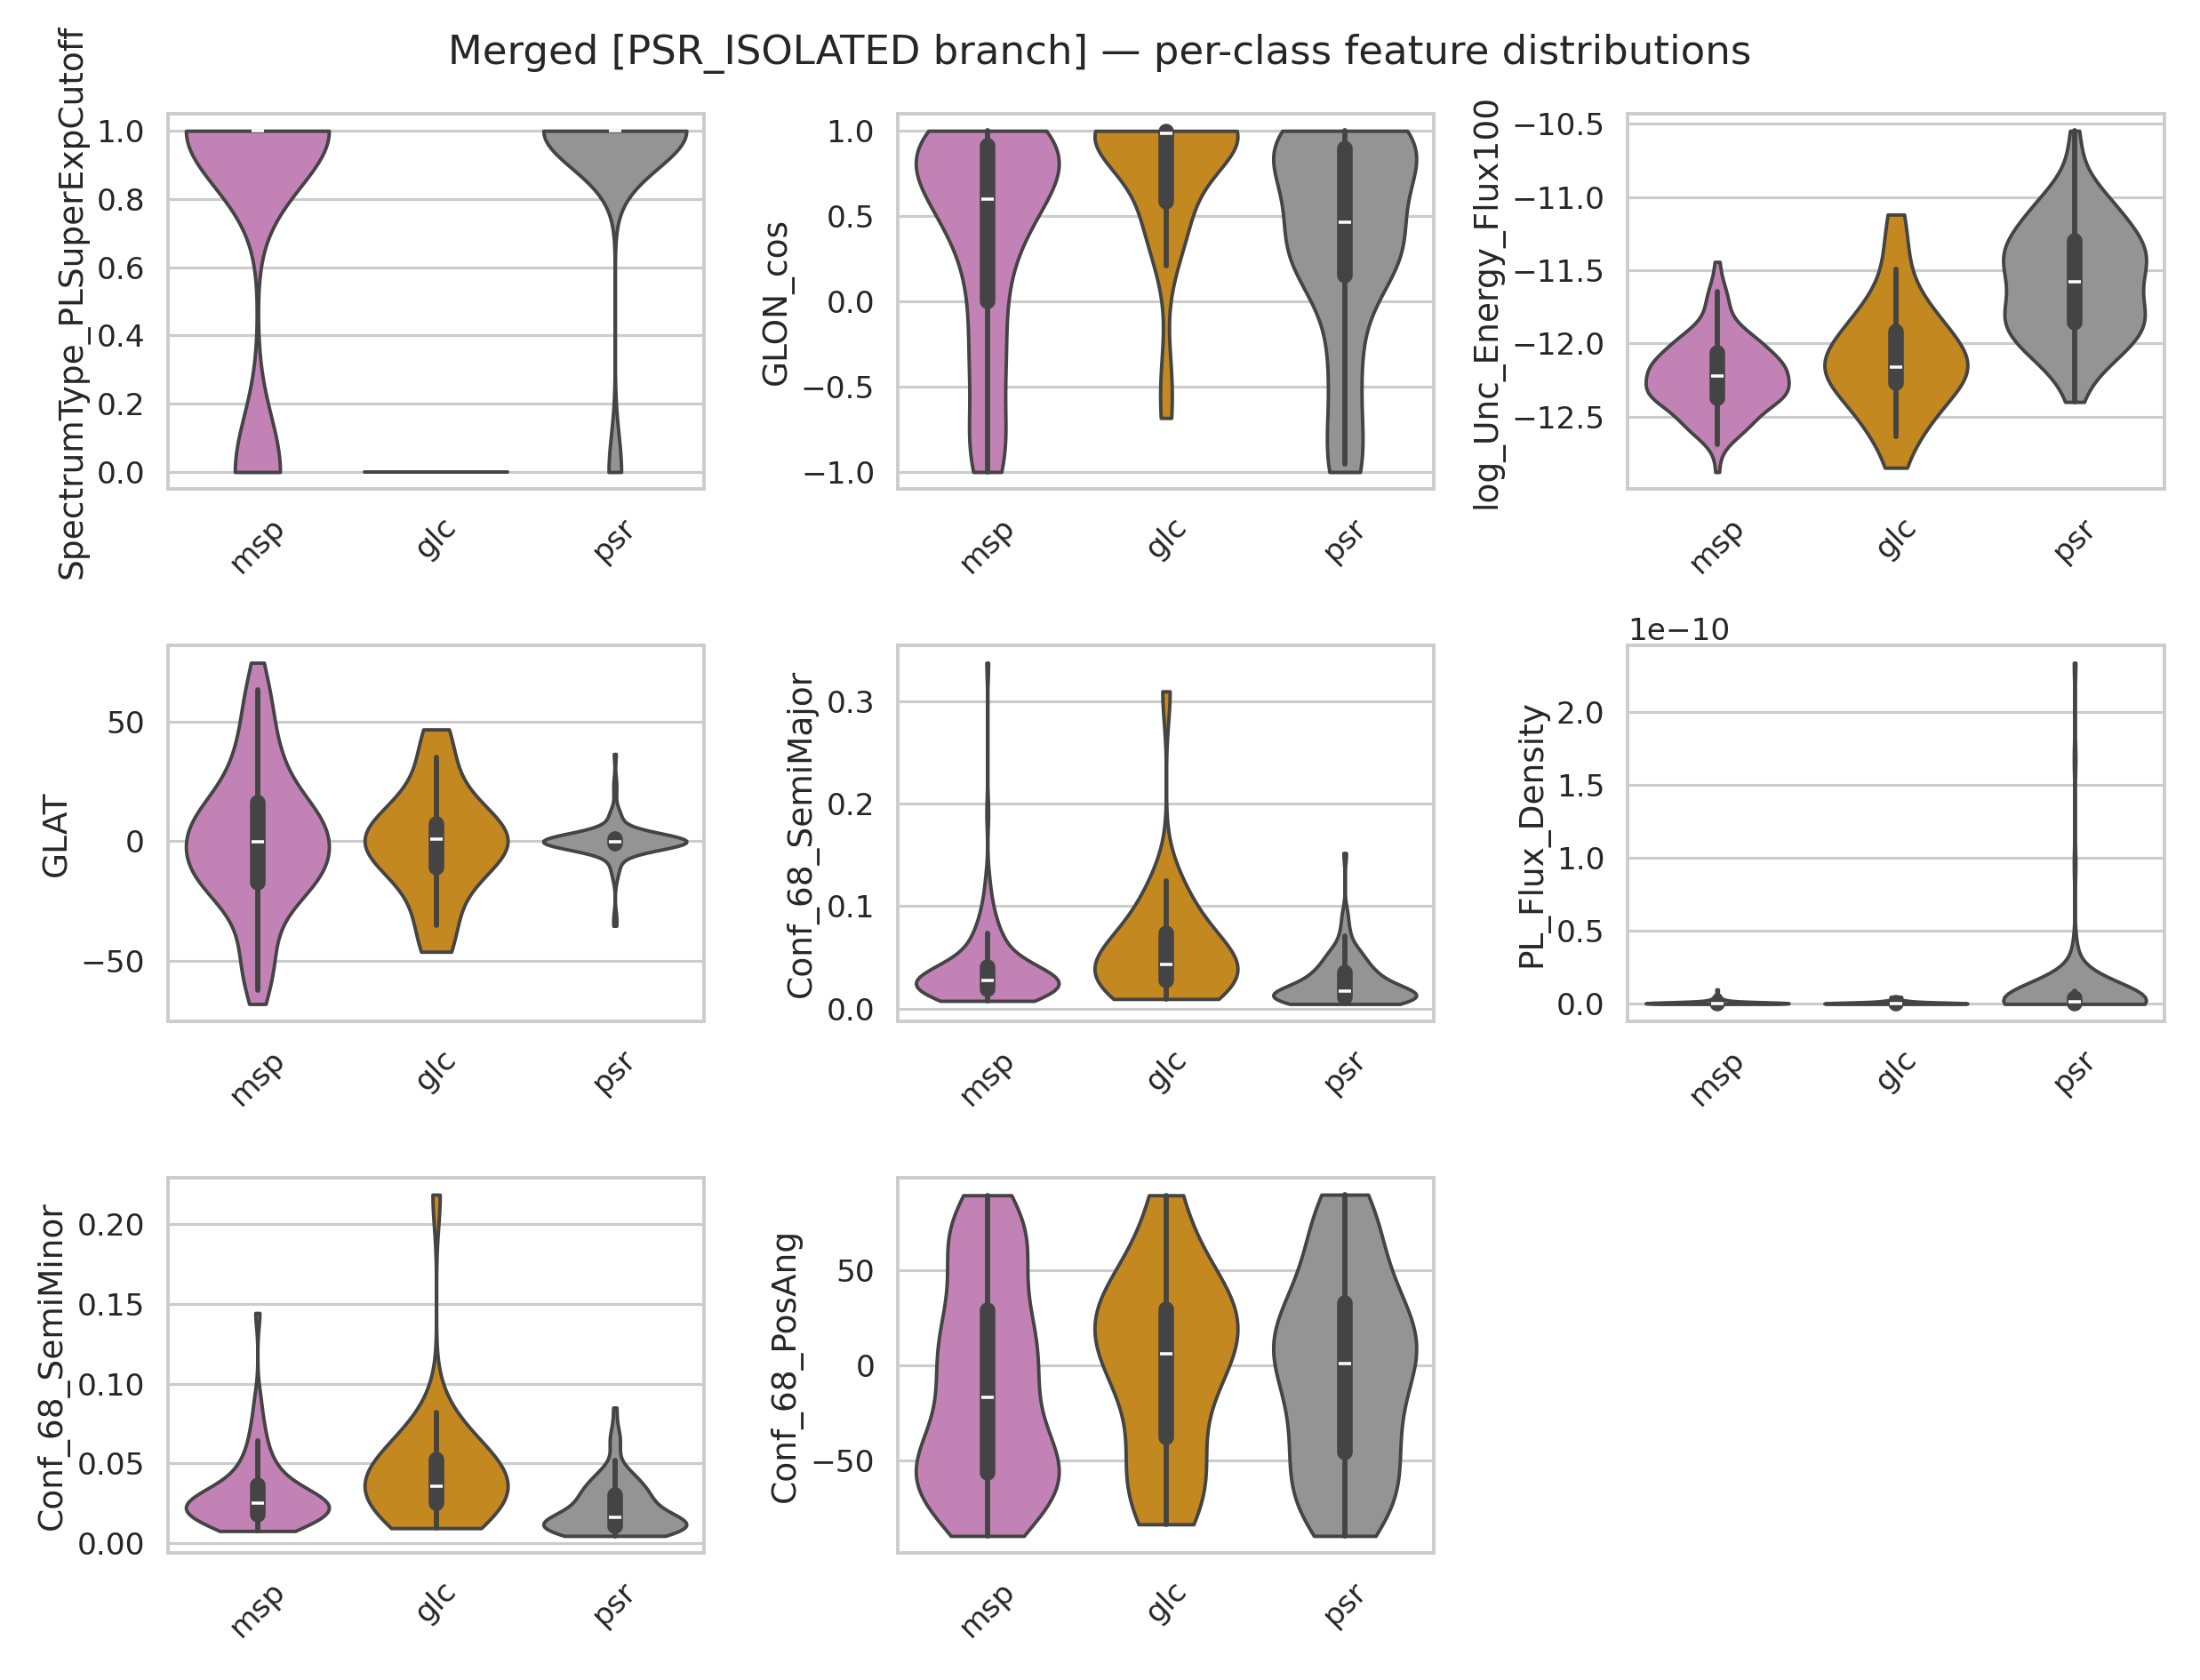 Merged [PSR_ISOLATED branch] — per-class feature distributions
SpectrumType_PLSuperExpCutoff
1.0
0.8
0.6
0.4
0.2
0.0
msp
glc
psr
GLON_cos
1.0
0.5
0.0
−0.5
−1.0
msp
glc
psr
log_Unc_Energy_Flux100
−10.5
−11.0
−11.5
−12.0
−12.5
msp
glc
psr
GLAT
50
0
−50
msp
glc
psr
Conf_68_SemiMajor
0.3
0.2
0.1
0.0
msp
glc
psr
1e−10
PL_Flux_Density
2.0
1.5
1.0
0.5
0.0
msp
glc
psr
Conf_68_SemiMinor
0.20
0.15
0.10
0.05
0.00
msp
glc
psr
Conf_68_PosAng
50
0
−50
msp
glc
psr